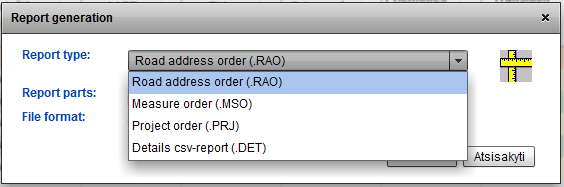 Report generation
Report type: Road address order (.RAO)
Road address order (.RAO)
Report parts:
Measure order (.MSO)
File format:
Project order (.PRJ)
Details csv-report (.DET)
Atsisakyti